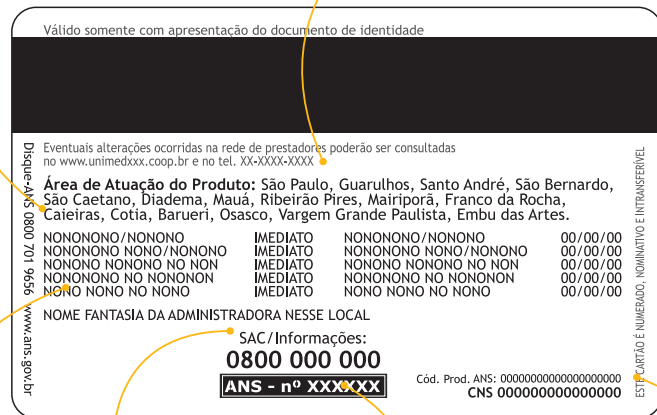 Válido somente com apresentação do documento de identidade
Eventuais alterações ocorridas na rede de prestadores poderão ser consultadas
no www.unimedxxx.coop.br e no tel. XX-XXXX-XXXX
Área de Atuação do Produto: São Paulo, Guarulhos, Santo André, São Bernardo,
São Caetano, Diadema, Mauá, Ribeirão Pires, Mairiporã, Franco da Rocha,
Caieiras, Cotia, Barueri, Osasco, Vargem Grande Paulista, Embu das Artes.
NONONONO/NONONO IMEDIATO NONONONO/NONONO 00/00/00
NONONONO NONO/NONONO IMEDIATO NONONONO NONO/NONONO 00/00/00
NONONO NONONO NO NON IMEDIATO NONONO NONONO NO NON 00/00/00
NONONONO NO NONONON IMEDIATO NONONONO NO NONONON 00/00/00
NONO NONO NO NONO IMEDIATO NONO NONO NO NONO 00/00/00
NOME FANTASIA DA ADMINISTRADORA NESSE LOCAL
SAC/Informações:
0800 000 000
ANS - nº XXXXXX
Cód. Prod. ANS: 00000000000000000000
CNS 000000000000000
Disque-ANS 0800 701 9656 www.ans.gov.br
ESTE CARTÃO É NUMERADO, NOMINATIVO E INTRANSFERÍVEL